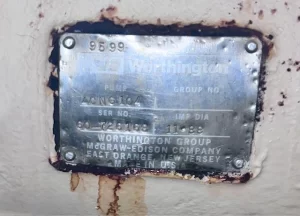 9599
Worthington
PUMP GROUP NO.
SER NO. IMP DIA
WORTHINGTON GROUP
McGRAW-EDISON COMPANY
EAST ORANGE, NEW JERSEY
MADE IN U.S.A.